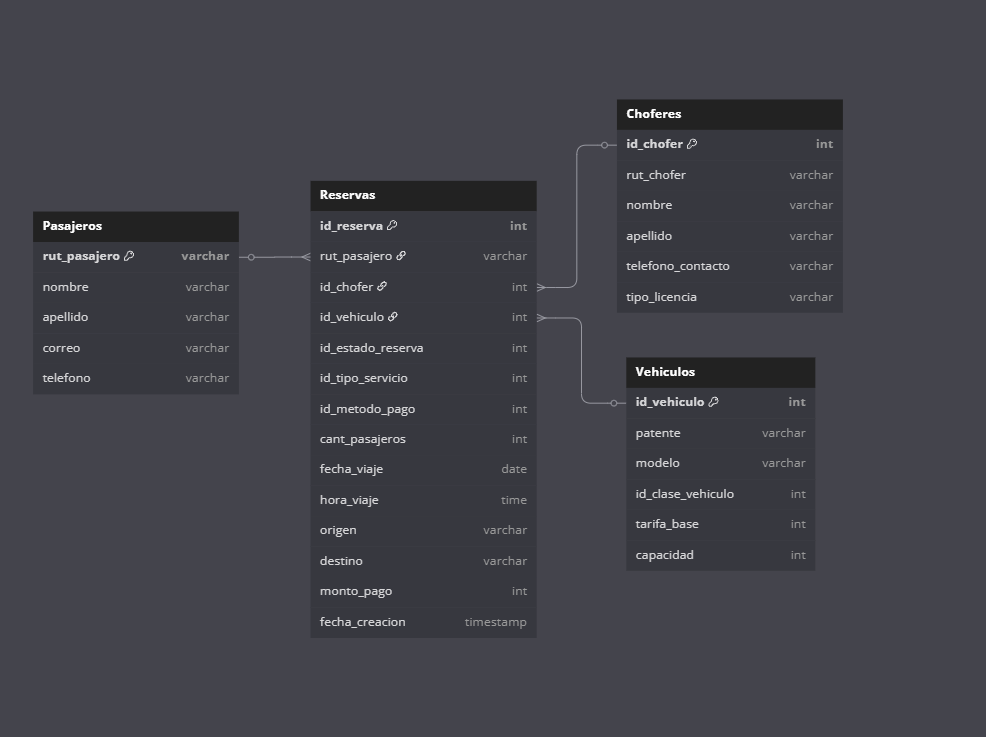 Pasajeros
rut_pasajero varchar
nombre varchar
apellido varchar
correo varchar
telefono varchar
Reservas
id_reserva int
rut_pasajero varchar
id_chofer int
id_vehiculo int
id_estado_reserva int
id_tipo_servicio int
id_metodo_pago int
cant_pasajeros int
fecha_viaje date
hora_viaje time
origen varchar
destino varchar
monto_pago int
fecha_creacion timestamp
Choferes
id_chofer int
rut_chofer varchar
nombre varchar
apellido varchar
telefono_contacto varchar
tipo_licencia varchar
Vehiculos
id_vehiculo int
patente varchar
modelo varchar
id_clase_vehiculo int
tarifa_base int
capacidad int